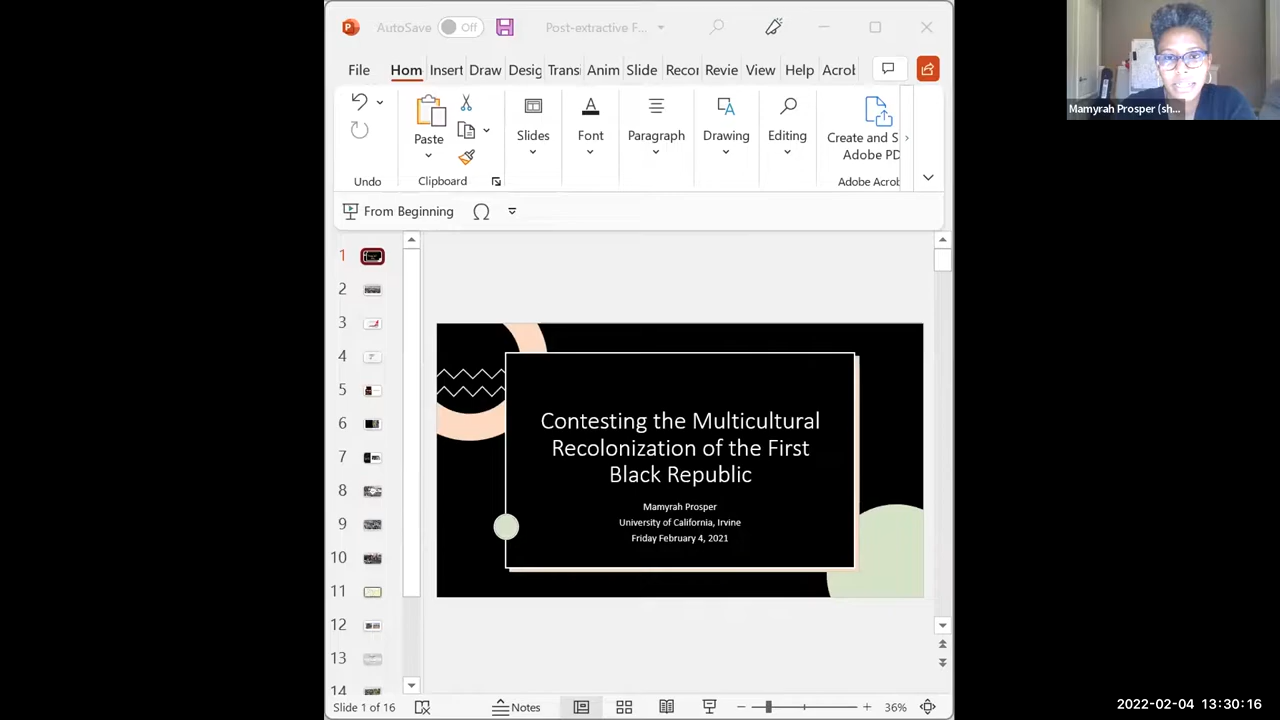 AutoSave Off Post-extractive F...
Mamyrah Prosper (sh...
File Hom Insert Draw Desig Trans Anim Slide Recor Revie View Help Acrob
Paste Slides Font Paragraph Drawing Editing Create and S
Adobe PD
Undo Clipboard Adobe Acrob
From Beginning
1
2
3
4
5
6
7
8
9
10
11
12
13
14
Contesting the Multicultural
Recolonization of the First
Black Republic
Mamyrah Prosper
University of California, Irvine
Friday February 4, 2021
Slide 1 of 16 Notes 36%
2022-02-04 13:30:16